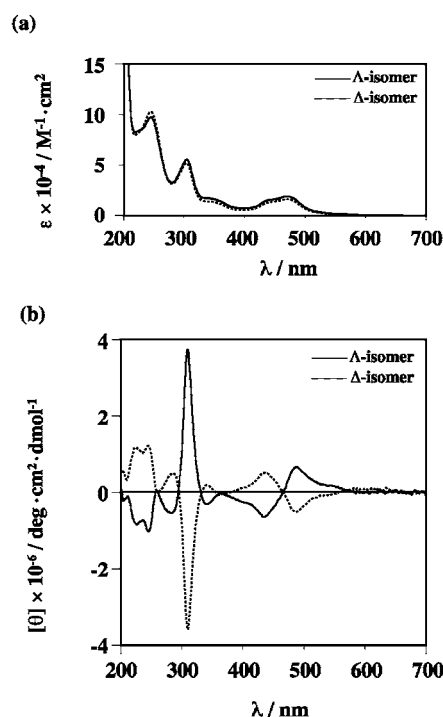 (a)
15
10
5
0
ε × 10⁻⁴ / M⁻¹·cm²
Λ-isomer
Δ-isomer
200 300 400 500 600 700
λ / nm
(b)
4
2
0
-2
-4
[θ] × 10⁻⁶ / deg·cm²·dmol⁻¹
Λ-isomer
Δ-isomer
200 300 400 500 600 700
λ / nm